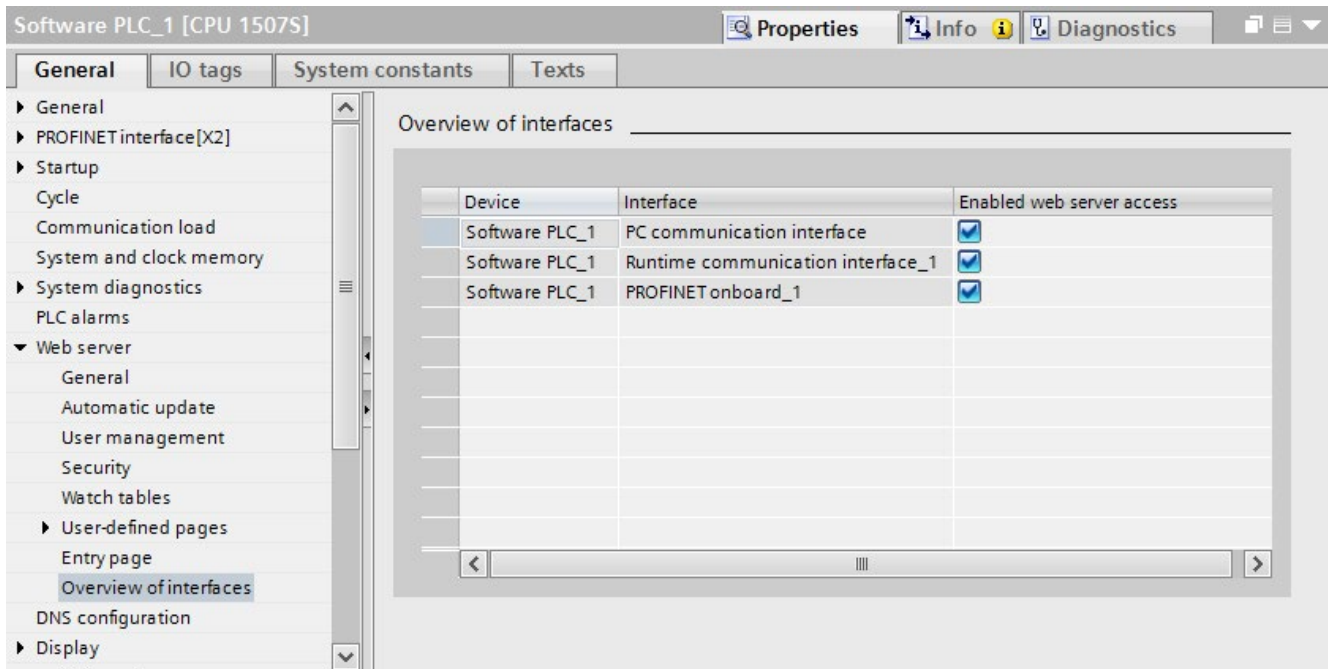 Software PLC_1 [CPU 1507S]
Properties
Info
Diagnostics
General
IO tags
System constants
Texts
General
PROFINET interface[X2]
Startup
Cycle
Communication load
System and clock memory
System diagnostics
PLC alarms
Web server
General
Automatic update
User management
Security
Watch tables
User-defined pages
Entry page
Overview of interfaces
DNS configuration
Display
Overview of interfaces
Device Interface Enabled web server access
Software PLC_1 PC communication interface
Software PLC_1 Runtime communication interface_1
Software PLC_1 PROFINET onboard_1